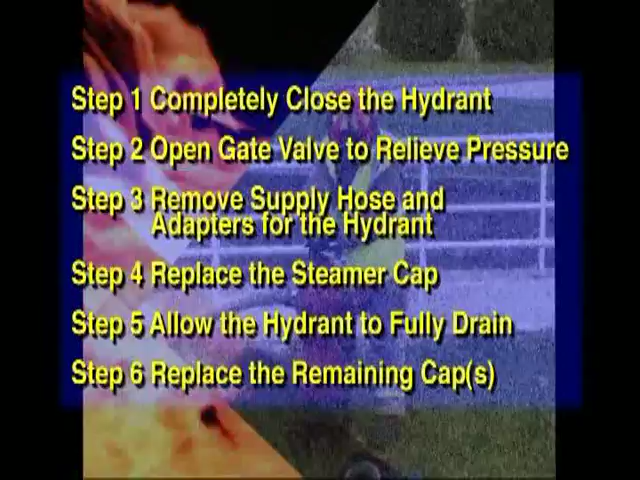 Step 1 Completely Close the Hydrant
Step 2 Open Gate Valve to Relieve Pressure
Step 3 Remove Supply Hose and
Adapters for the Hydrant
Step 4 Replace the Steamer Cap
Step 5 Allow the Hydrant to Fully Drain
Step 6 Replace the Remaining Cap(s)